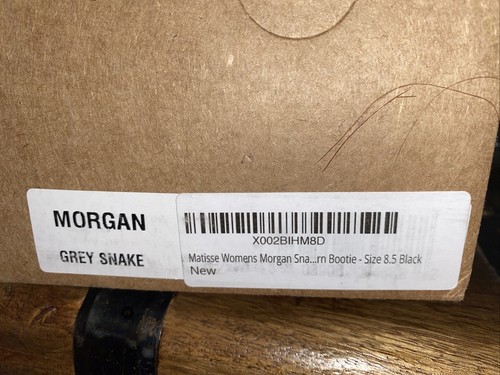 MORGAN
GREY SNAKE
X002BIHM8D
Matisse Womens Morgan Sna...rn Bootie - Size 8.5 Black
New